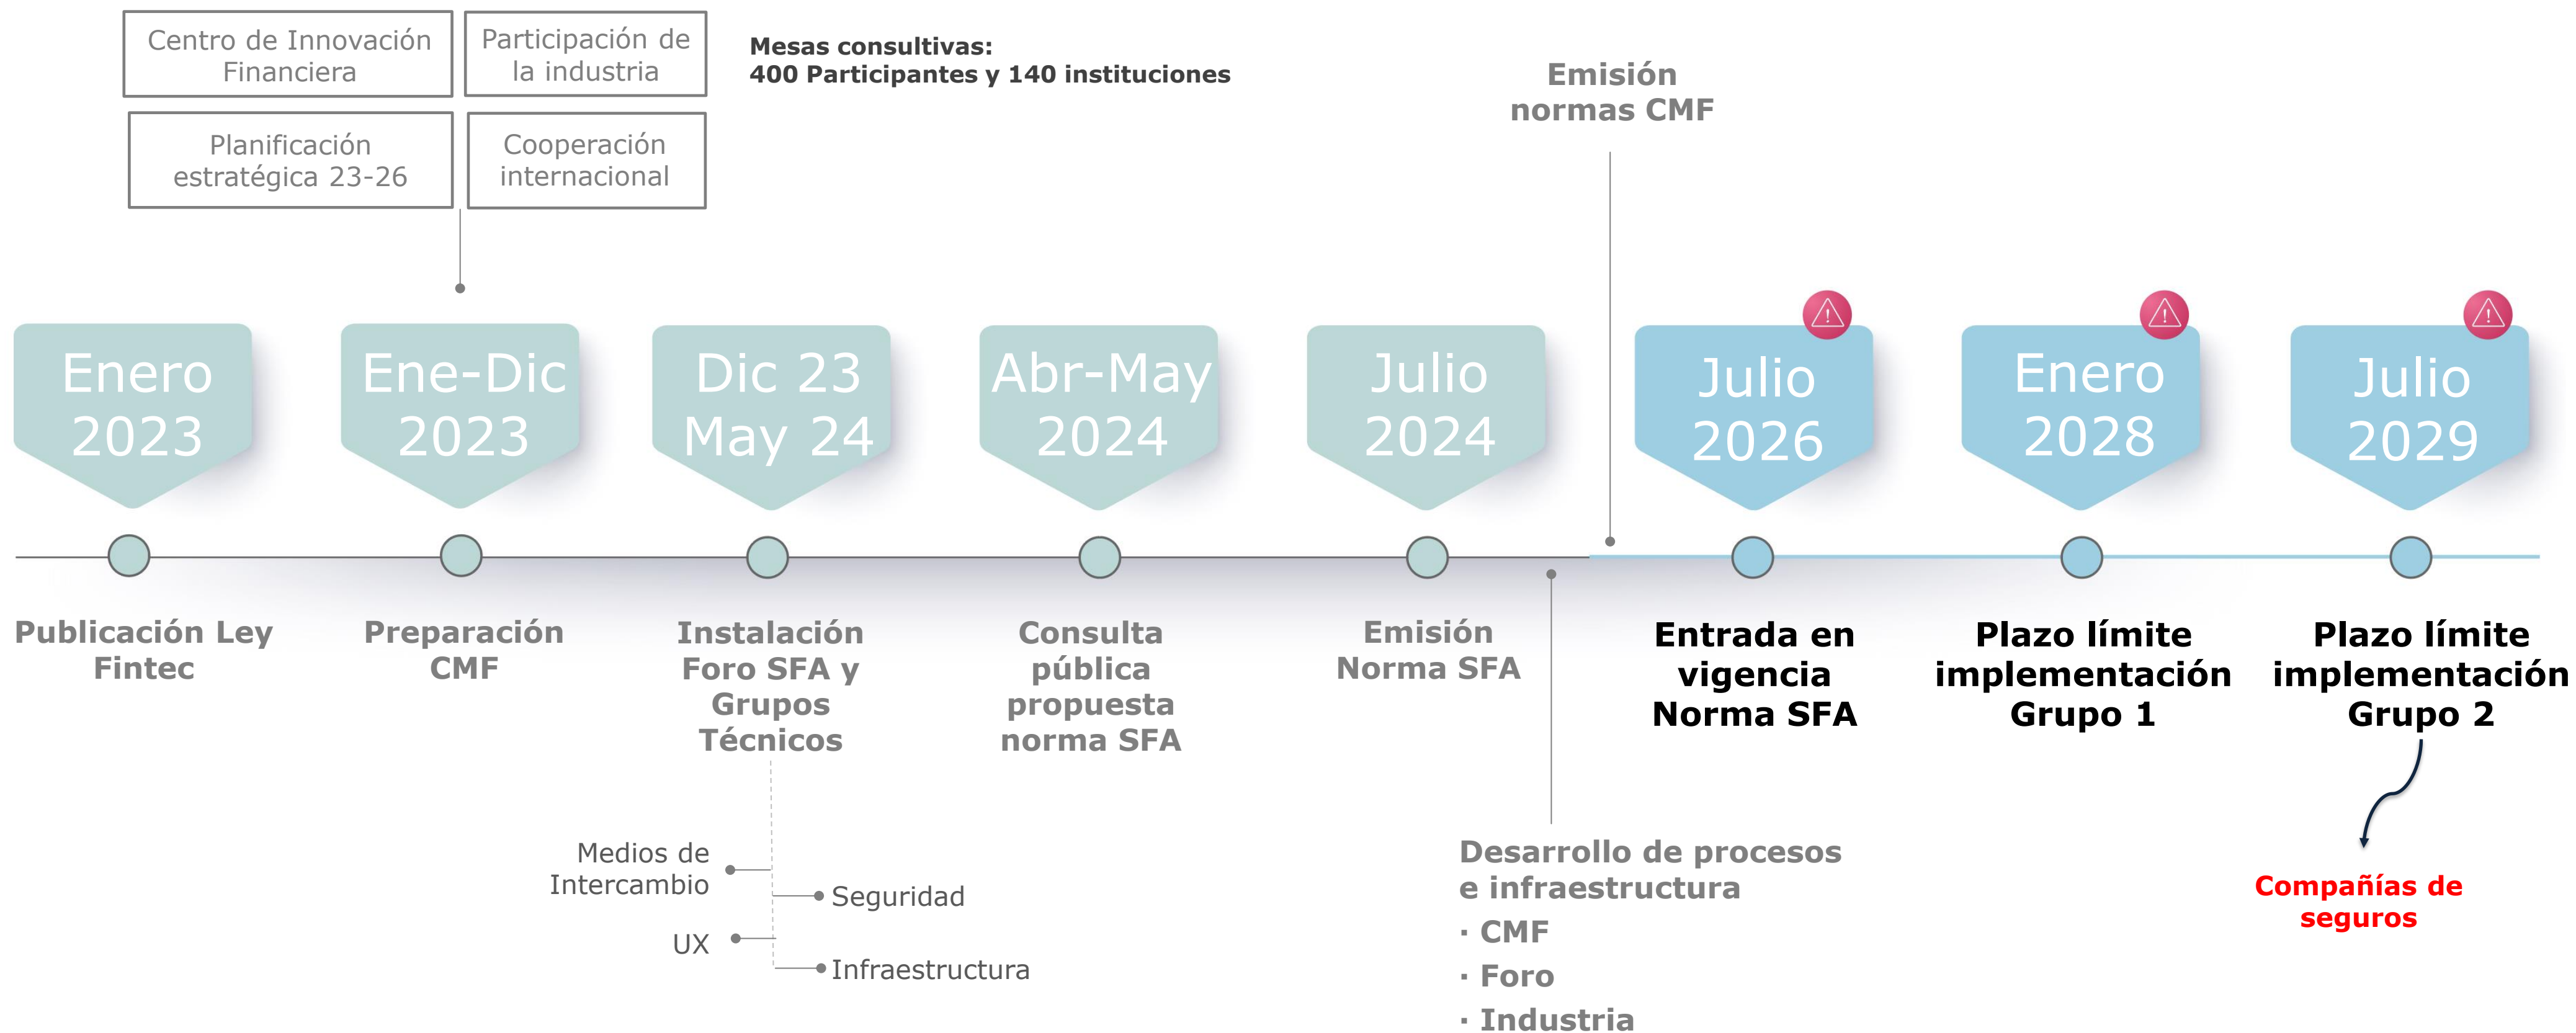 Centro de Innovación
Financiera
Participación de
la industria
Planificación
estratégica 23-26
Cooperación
internacional
Mesas consultivas:
400 Participantes y 140 instituciones
Emisión
normas CMF
Enero
2023
Ene-Dic
2023
Dic 23
May 24
Abr-May
2024
Julio
2024
Julio
2026
Enero
2028
Julio
2029
Publicación Ley
Fintec
Preparación
CMF
Instalación
Foro SFA y
Grupos
Técnicos
Consulta
pública
propuesta
norma SFA
Emisión
Norma SFA
Entrada en
vigencia
Norma SFA
Plazo límite
implementación
Grupo 1
Plazo límite
implementación
Grupo 2
Medios de
Intercambio
Seguridad
UX
Infraestructura
Desarrollo de procesos
e infraestructura
· CMF
· Foro
· Industria
Compañías de
seguros